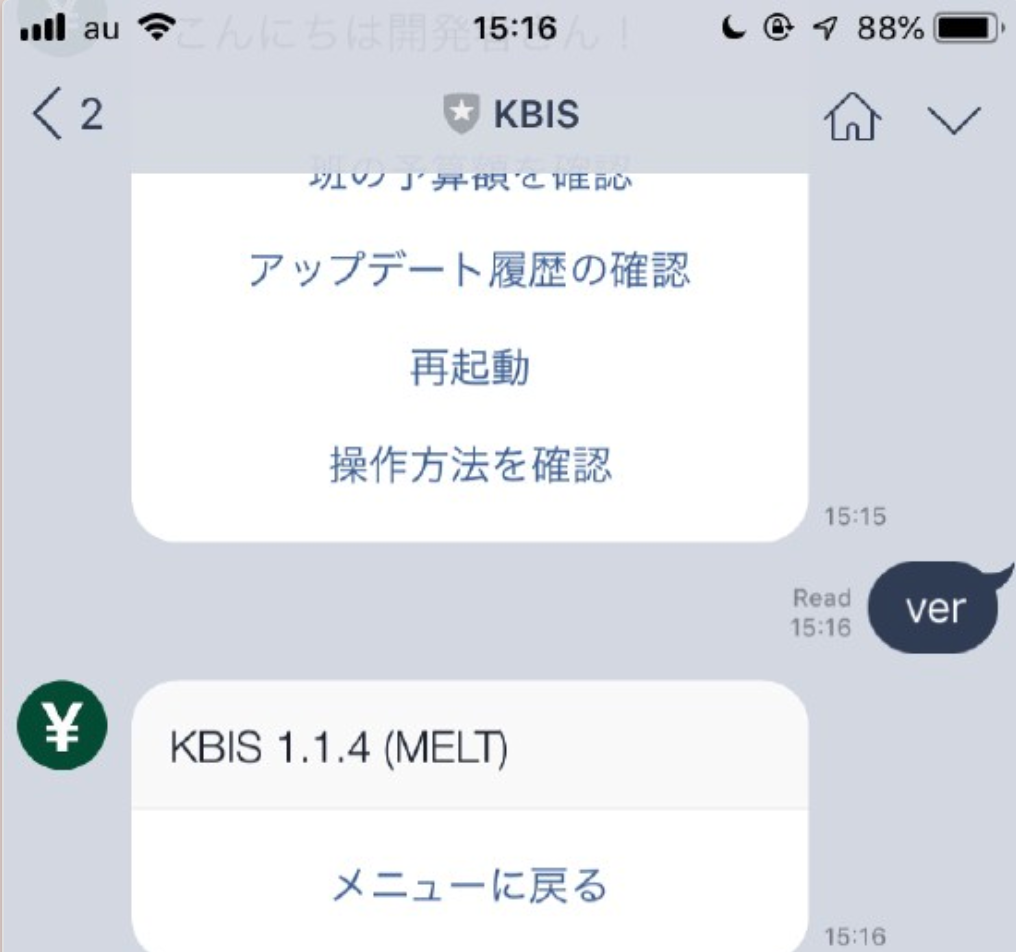 au 15:16 88%
こんにちは開発者さん！
2 KBIS
班の予算額を確認
アップデート履歴の確認
再起動
操作方法を確認
15:15
ver
Read
15:16
¥
KBIS 1.1.4 (MELT)
メニューに戻る
15:16